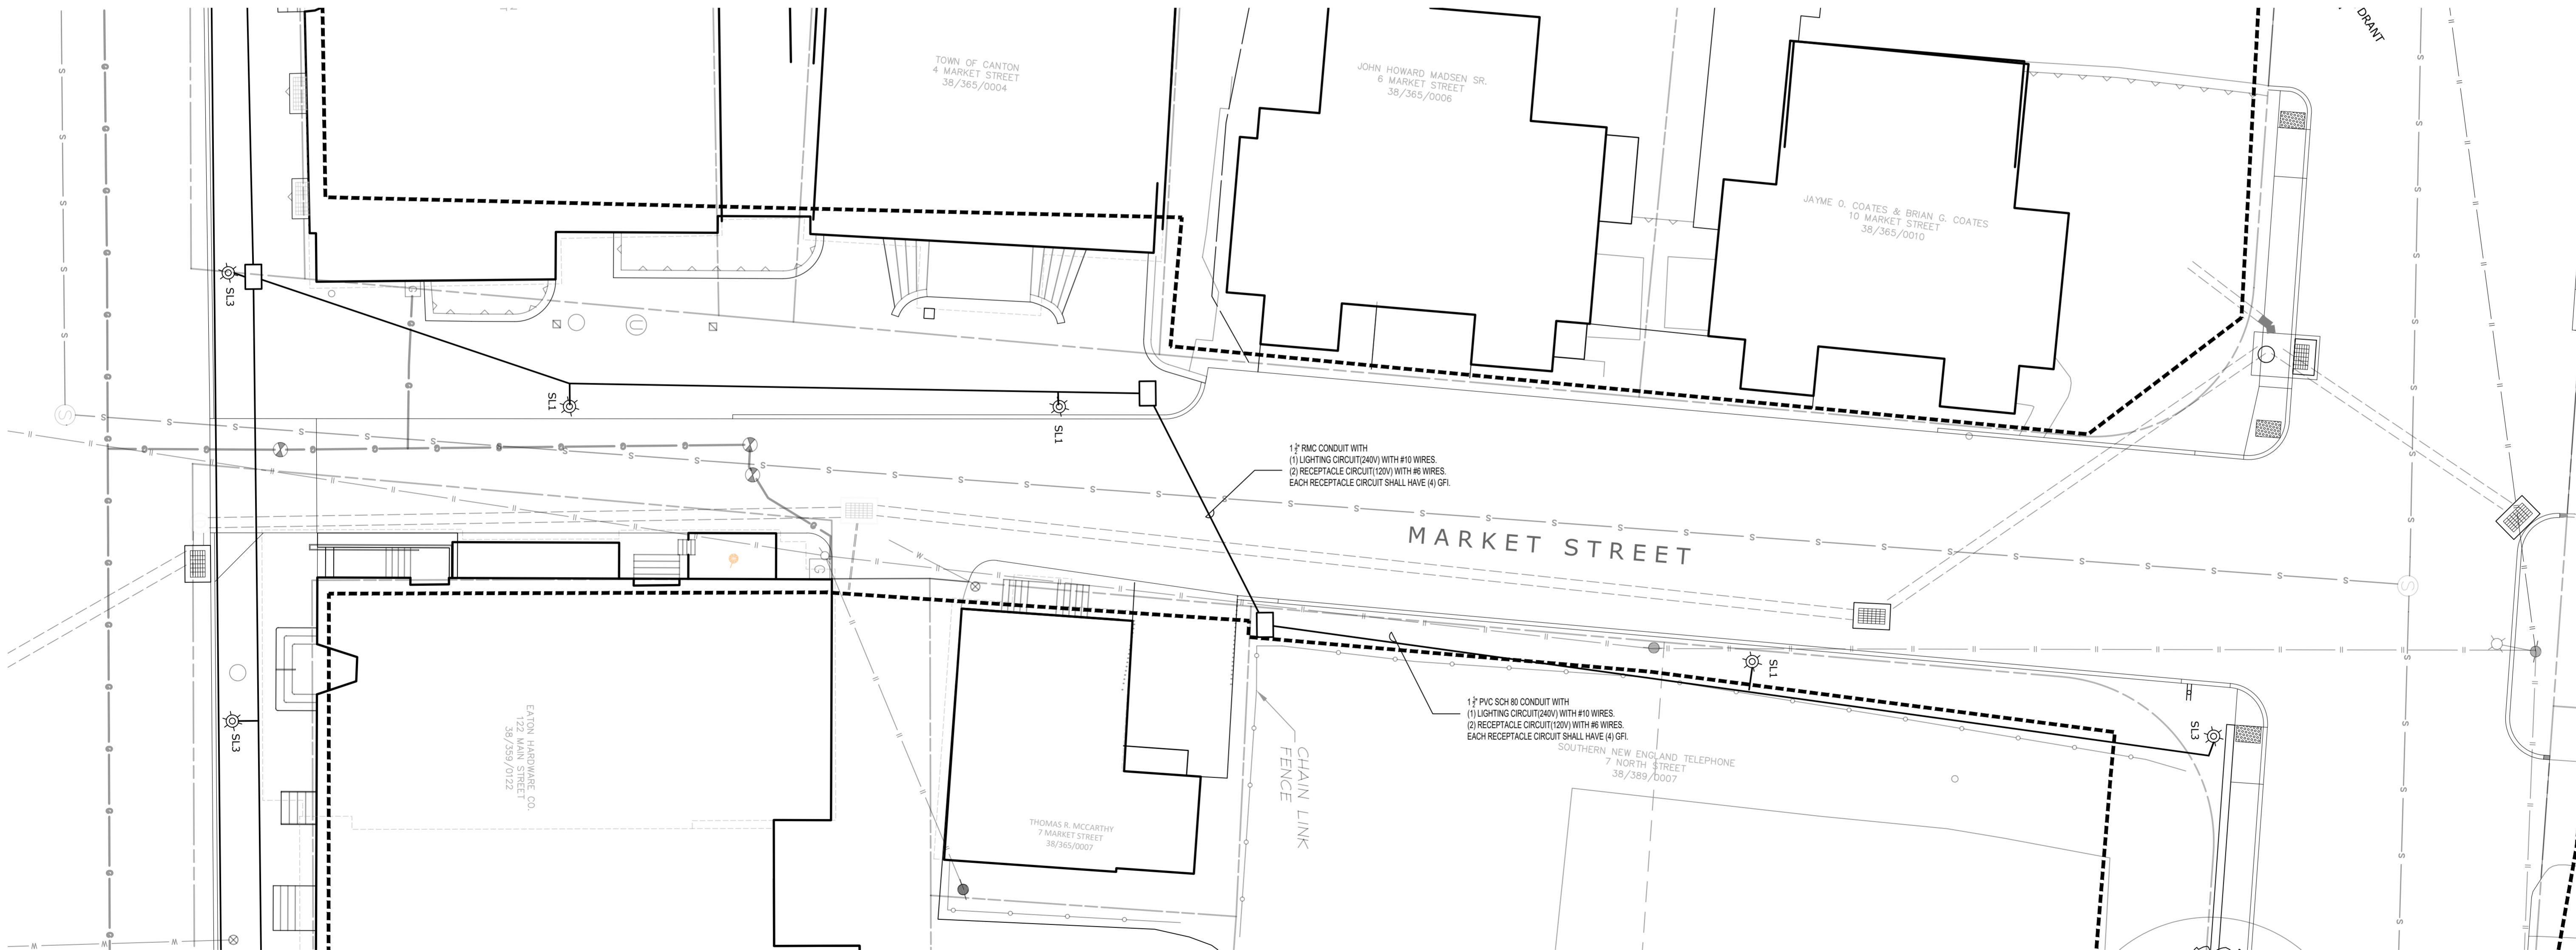 DRANT
TOWN OF CANTON
4 MARKET STREET
38/365/0004
JOHN HOWARD MADSEN SR.
6 MARKET STREET
38/365/0006
JAYME O. COATES & BRIAN G. COATES
10 MARKET STREET
38/365/0010
SL3
SL1
SL1
1½" RMC CONDUIT WITH
(1) LIGHTING CIRCUIT(240V) WITH #10 WIRES.
(2) RECEPTACLE CIRCUIT(120V) WITH #6 WIRES.
EACH RECEPTACLE CIRCUIT SHALL HAVE (4) GFI.
MARKET STREET
SL1
SL3
SL3
1½" PVC SCH 80 CONDUIT WITH
(1) LIGHTING CIRCUIT(240V) WITH #10 WIRES.
(2) RECEPTACLE CIRCUIT(120V) WITH #6 WIRES.
EACH RECEPTACLE CIRCUIT SHALL HAVE (4) GFI.
SOUTHERN NEW ENGLAND TELEPHONE
7 NORTH STREET
38/389/0007
CHAIN LINK
FENCE
EATON HARDWARE CO.
122 MAIN STREET
38/359/0122
THOMAS R. MCCARTHY
7 MARKET STREET
38/365/0007